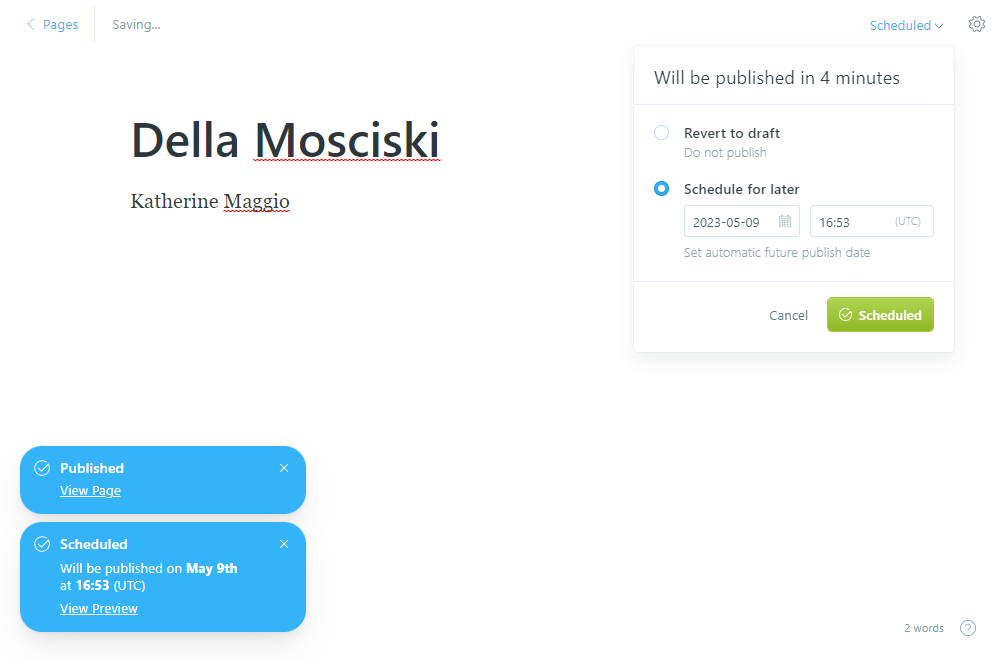 Pages
Saving...
Scheduled
Will be published in 4 minutes
Della Mosciski
Katherine Maggio
Revert to draft
Do not publish
Schedule for later
2023-05-09
16:53 (UTC)
Set automatic future publish date
Cancel
Scheduled
Published
View Page
Scheduled
Will be published on May 9th
at 16:53 (UTC)
View Preview
2 words
?